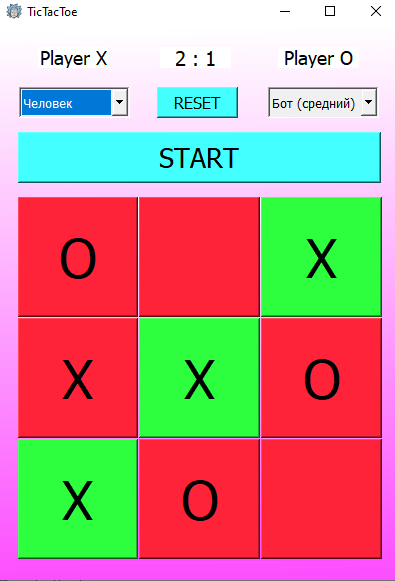 TicTacToe
Player X 2 : 1 Player O
Человек RESET Бот (средний)
START
O X
X X O
X O